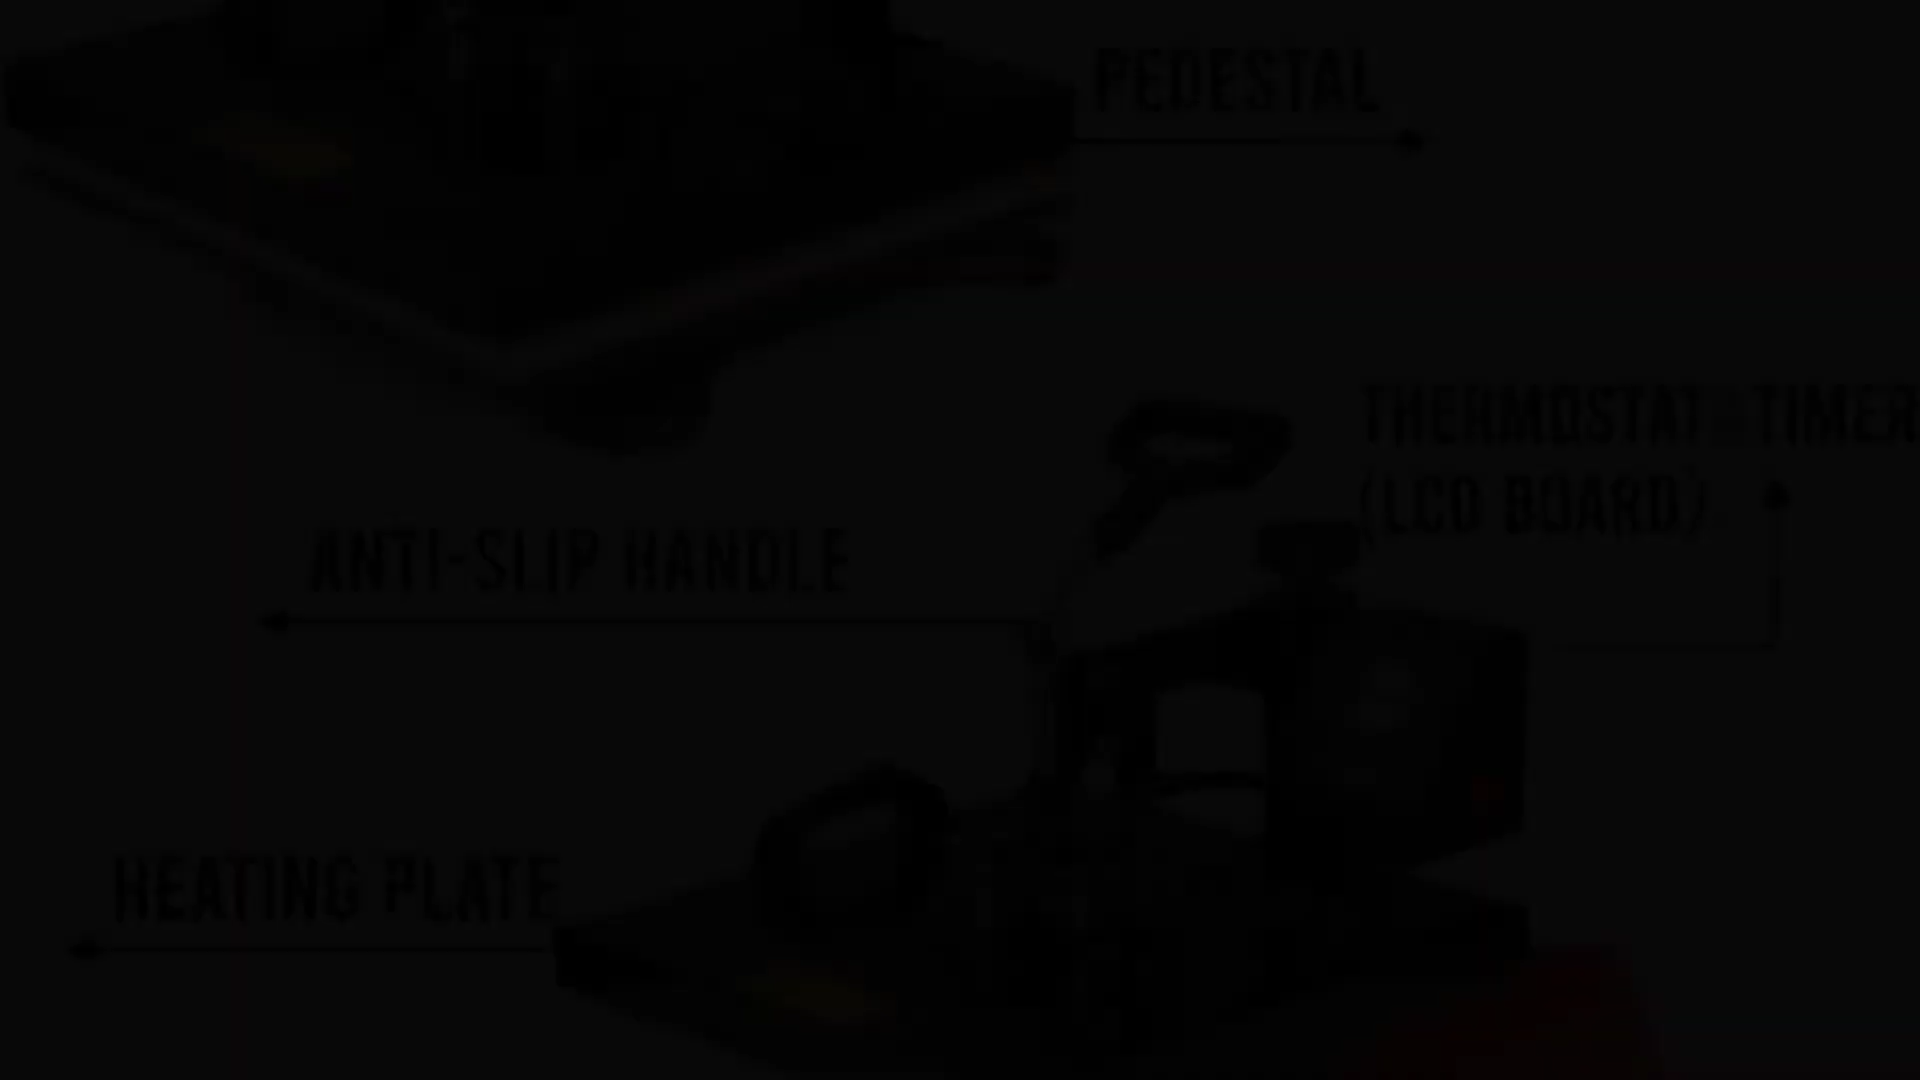 PEDESTAL
THERMOSTAT-TIMER
(LCD BOARD)
ANTI-SLIP HANDLE
HEATING PLATE